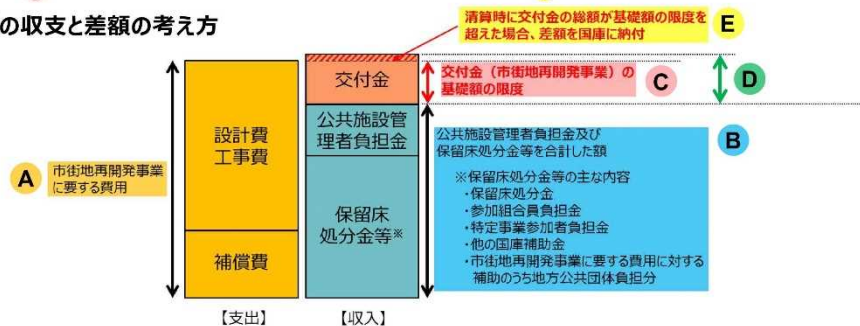 の収支と差額の考え方
清算時に交付金の総額が基礎額の限度を
超えた場合、差額を国庫に納付
E
交付金
交付金（市街地再開発事業）の
基礎額の限度
C
D
設計費
工事費
公共施設管
理者負担金
公共施設管理者負担金及び
保留床処分金等を合計した額
B
A
市街地再開発事業
に要する費用
保留床
処分金等※
※保留床処分金等の主な内容
・保留床処分金
・参加組合員負担金
・特定事業参加者負担金
・他の国庫補助金
・市街地再開発事業に要する費用に対する
補助のうち地方公共団体負担分
補償費
【支出】
【収入】